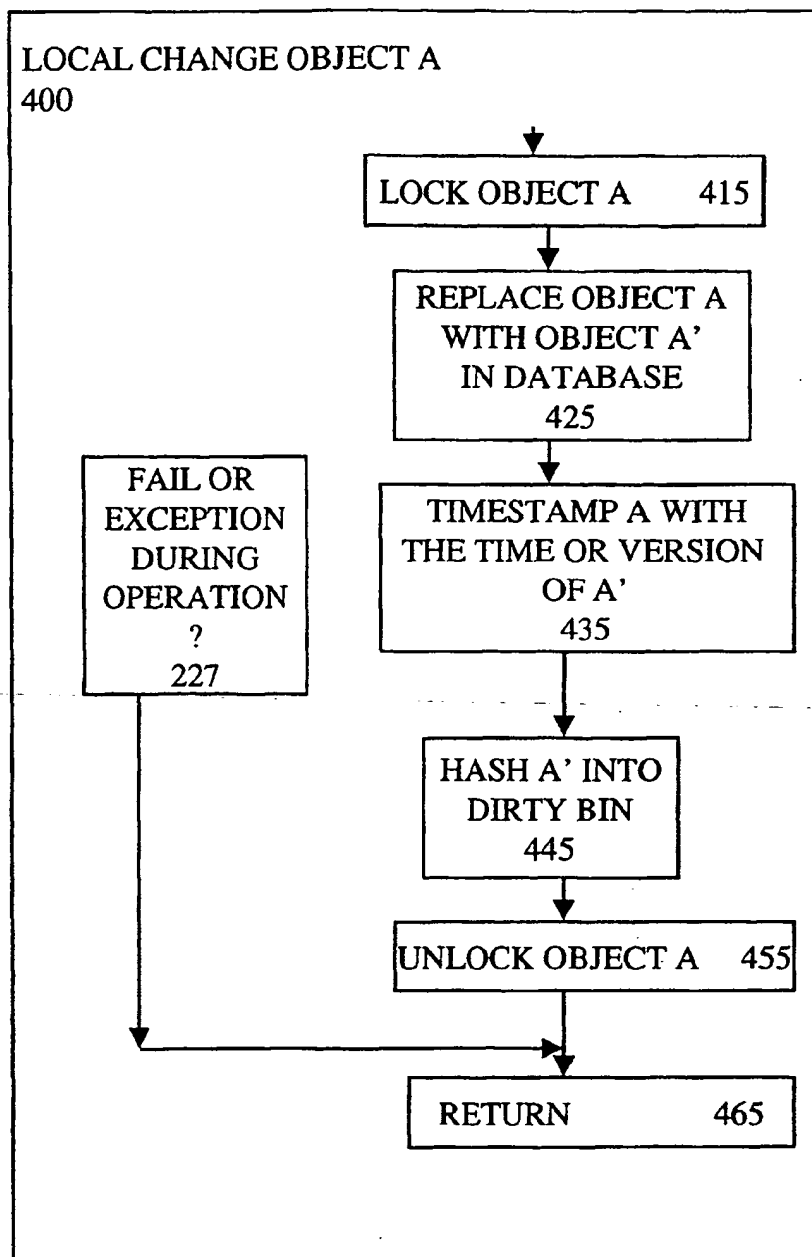 LOCAL CHANGE OBJECT A
400
LOCK OBJECT A 415
REPLACE OBJECT A
WITH OBJECT A'
IN DATABASE
425
FAIL OR
EXCEPTION
DURING
OPERATION
?
227
TIMESTAMP A WITH
THE TIME OR VERSION
OF A'
435
HASH A' INTO
DIRTY BIN
445
UNLOCK OBJECT A 455
RETURN 465